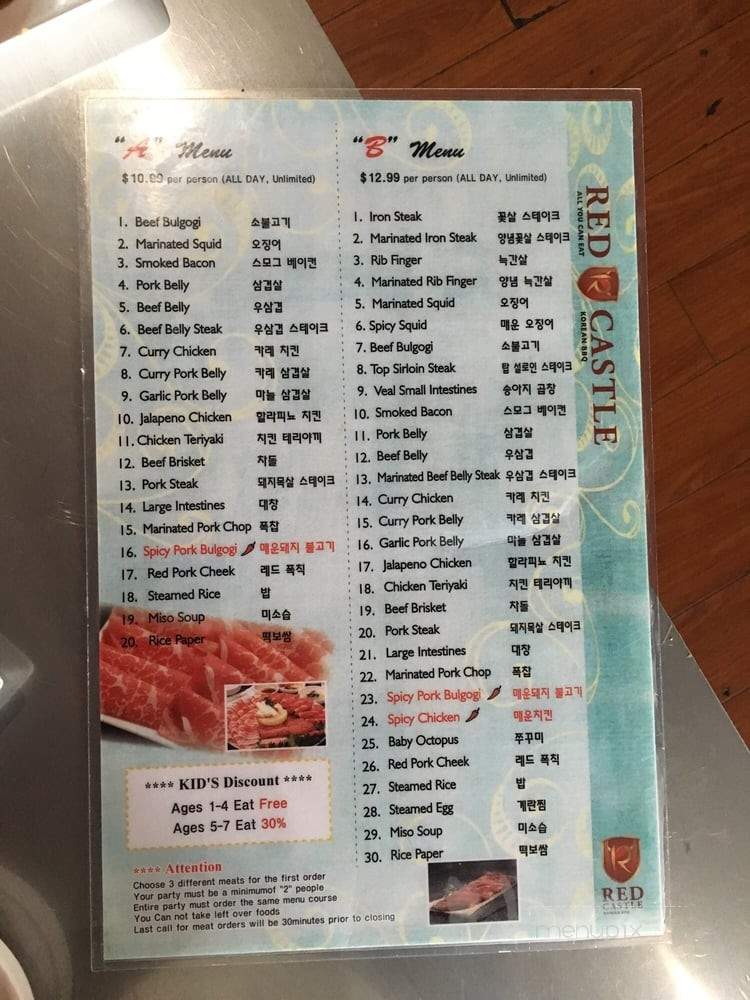 "A" Menu
$10.99 per person (ALL DAY, Unlimited)
1. Beef Bulgogi 소불고기
2. Marinated Squid 오징어
3. Smoked Bacon 스모그 베이켠
4. Pork Belly 삼겹살
5. Beef Belly 우삼겹
6. Beef Belly Steak 우삼겹 스테이크
7. Curry Chicken 카레 치킨
8. Curry Pork Belly 카레 삼겹살
9. Garlic Pork Belly 마늘 삼겹살
10. Jalapeno Chicken 할라피뇨 치킨
11. Chicken Teriyaki 치킨 테리야끼
12. Beef Brisket 차돌
13. Pork Steak 돼지목살 스테이크
14. Large Intestines 대창
15. Marinated Pork Chop 폭찹
16. Spicy Pork Bulgogi 매운돼지 불고기
17. Red Pork Cheek 레드 폭칙
18. Steamed Rice 밥
19. Miso Soup 미소습
20. Rice Paper 떡보쌈
**** KID'S Discount ****
Ages 1-4 Eat Free
Ages 5-7 Eat 30%
**** Attention
Choose 3 different meats for the first order
Your party must be a minimumof "2" people
Entire party must order the same menu course
You Can not take left over foods
Last call for meat orders will be 30minutes prior to closing
"B" Menu
$12.99 per person (ALL DAY, Unlimited)
1. Iron Steak 꽃살 스테이크
2. Marinated Iron Steak 양념꽃살 스테이크
3. Rib Finger 늑간살
4. Marinated Rib Finger 양념 늑간살
5. Marinated Squid 오징어
6. Spicy Squid 매운 오징어
7. Beef Bulgogi 소불고기
8. Top Sirloin Steak 탑 설로인 스테이크
9. Veal Small Intestines 송아지 곱창
10. Smoked Bacon 스모그 베이켠
11. Pork Belly 삼겹살
12. Beef Belly 우삼겹
13. Marinated Beef Belly Steak 우삼겹 스테이크
14. Curry Chicken 카레 치킨
15. Curry Pork Belly 카레 삼겹살
16. Garlic Pork Belly 마늘 삼겹살
17. Jalapeno Chicken 할라피뇨 치킨
18. Chicken Teriyaki 치킨 테리야끼
19. Beef Brisket 차돌
20. Pork Steak 돼지목살 스테이크
21. Large Intestines 대창
22. Marinated Pork Chop 폭찹
23. Spicy Pork Bulgogi 매운돼지 불고기
24. Spicy Chicken 매운치킨
25. Baby Octopus 쭈꾸미
26. Red Pork Cheek 레드 폭칙
27. Steamed Rice 밥
28. Steamed Egg 계란찜
29. Miso Soup 미소습
30. Rice Paper 떡보쌈
RED CASTLE
ALL YOU CAN EAT
KOREAN BBQ
RED
CASTLE
menupix